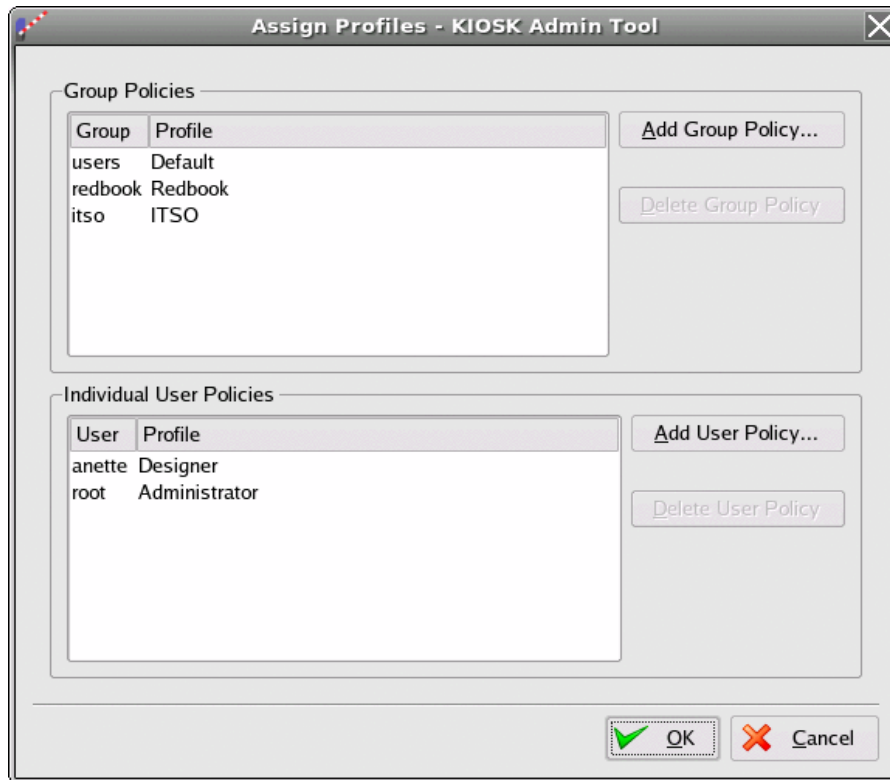 Assign Profiles - KIOSK Admin Tool
Group Policies
Group Profile
users Default
redbook Redbook
itso ITSO
Add Group Policy...
Delete Group Policy
Individual User Policies
User Profile
anette Designer
root Administrator
Add User Policy...
Delete User Policy
OK Cancel